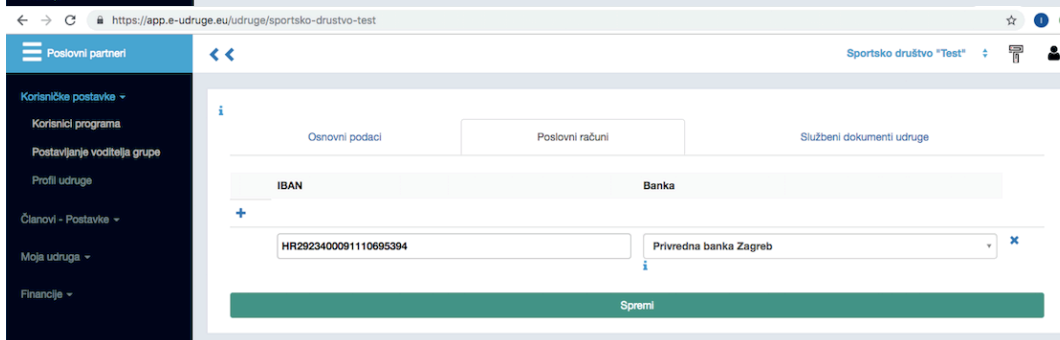 https://app.e-udruge.eu/udruge/sportsko-drustvo-test
Poslovni partneri
Sportsko društvo "Test"
Korisničke postavke
Korisnici programa
Postavljanje voditelja grupe
Profil udruge
Članovi - Postavke
Moja udruga
Financije
Osnovni podaci
Poslovni računi
Službeni dokumenti udruge
IBAN
Banka
HR2923400091110695394
Privredna banka Zagreb
Spremi